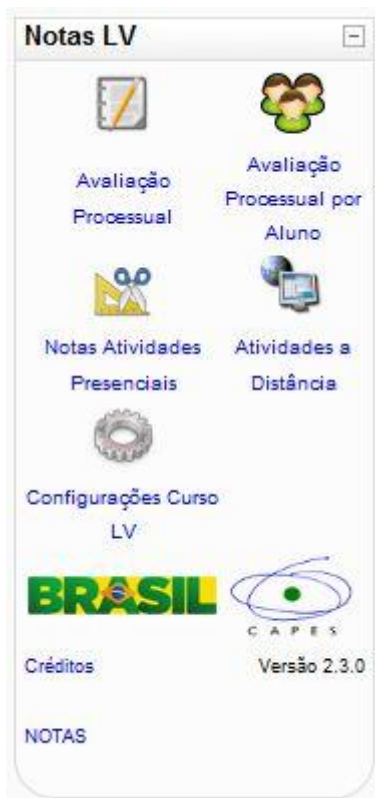 Notas LV
Avaliação
Processual
Avaliação
Processual por
Aluno
Notas Atividades
Presenciais
Atividades a
Distância
Configurações Curso
LV
BRASIL
CAPES
Créditos
Versão 2.3.0
NOTAS